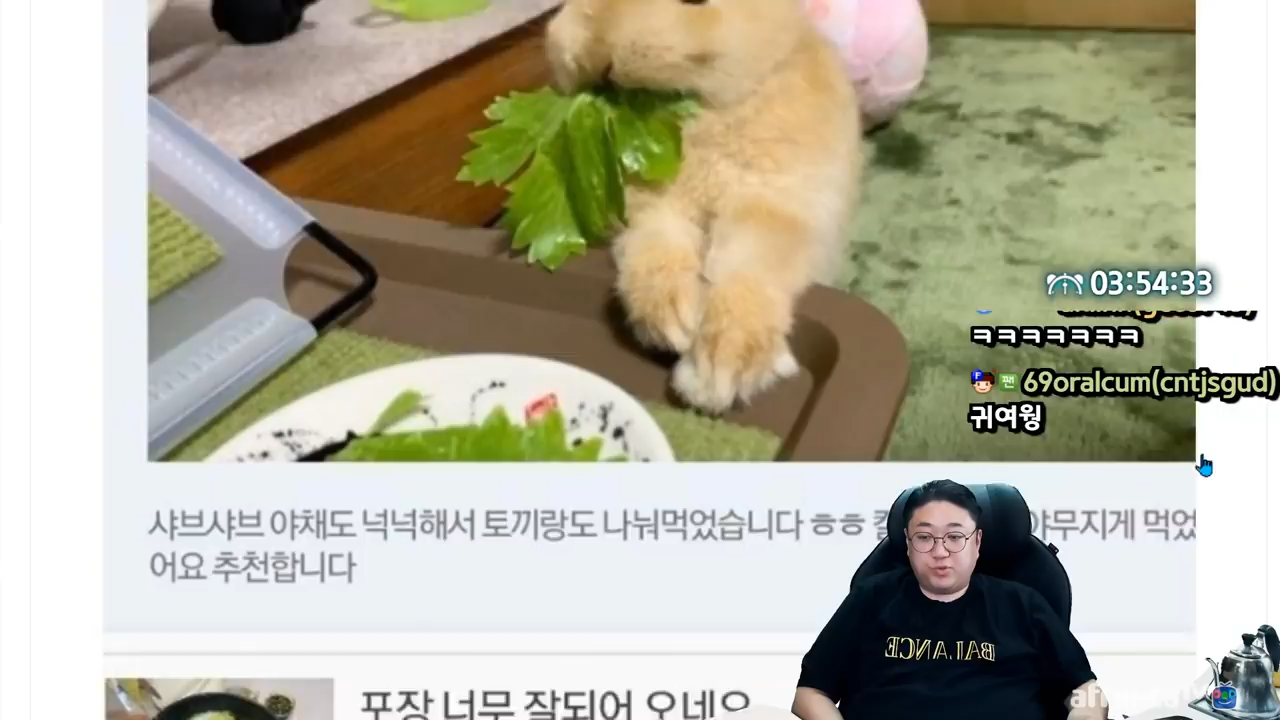 03:54:33
ㅋㅋㅋㅋㅋㅋㅋ
69oralcum(cntjsgud)
귀여웡
샤브샤브 야채도 넉넉해서 토끼랑도 나눠먹었습니다 ㅎㅎ 야무지게 먹었
어요 추천합니다
BALANCE
포장 너무 잘되어 오네요